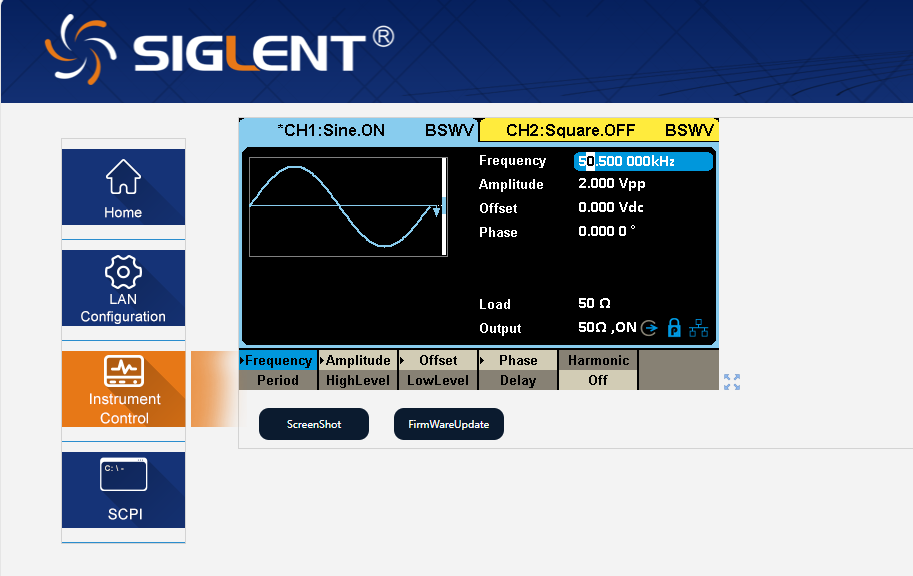 SIGLENT®
*CH1:Sine.ON BSWV CH2:Square.OFF BSWV
Frequency 50.500 000kHz
Amplitude 2.000 Vpp
Offset 0.000 Vdc
Phase 0.000 0 °
Load 50 Ω
Output 50Ω ,ON
Frequency Amplitude Offset Phase Harmonic
Period HighLevel LowLevel Delay Off
ScreenShot FirmWareUpdate
Home
LAN
Configuration
Instrument
Control
C:\-
SCPI